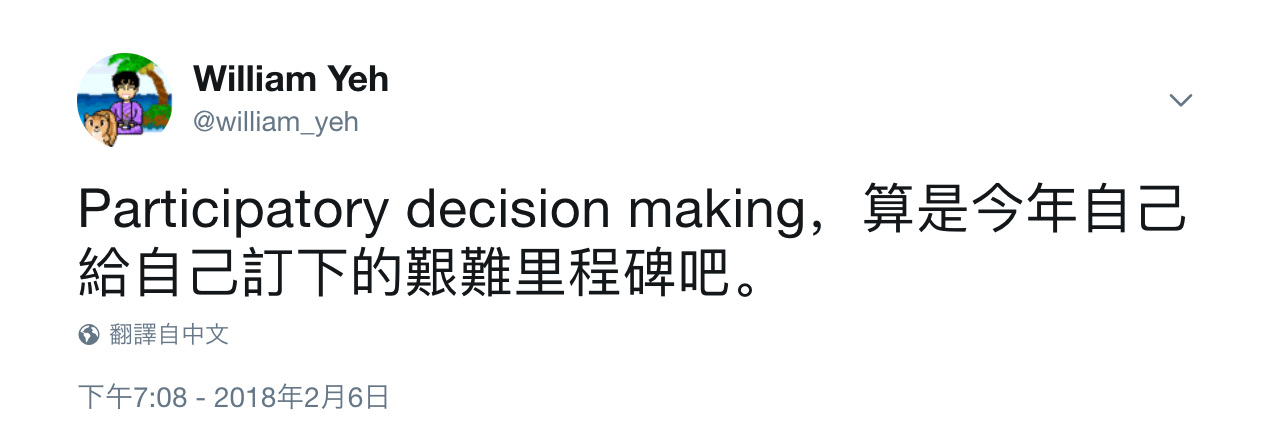 William Yeh
@william_yeh
Participatory decision making，算是今年自己
給自己訂下的艱難里程碑吧。
翻譯自中文
下午7:08 - 2018年2月6日